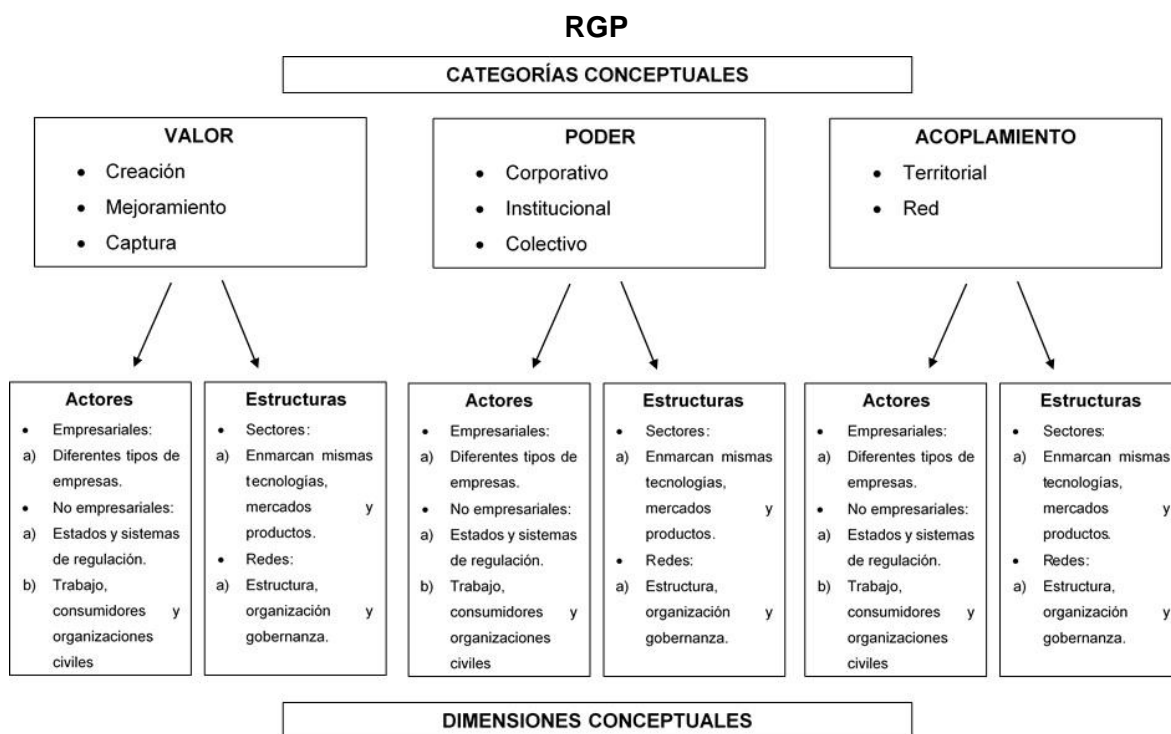 RGP
CATEGORÍAS CONCEPTUALES
VALOR
• Creación
• Mejoramiento
• Captura
PODER
• Corporativo
• Institucional
• Colectivo
ACOPLAMIENTO
• Territorial
• Red
Actores
• Empresariales:
a) Diferentes tipos de
empresas.
• No empresariales:
a) Estados y sistemas
de regulación.
b) Trabajo,
consumidores y
organizaciones
civiles
Estructuras
• Sectores:
a) Enmarcan mismas
tecnologías,
mercados y
productos.
• Redes:
a) Estructura,
organización y
gobernanza.
Actores
• Empresariales:
a) Diferentes tipos de
empresas.
• No empresariales:
a) Estados y sistemas
de regulación.
b) Trabajo,
consumidores y
organizaciones
civiles
Estructuras
• Sectores:
a) Enmarcan mismas
tecnologías,
mercados y
productos.
• Redes:
a) Estructura,
organización y
gobernanza.
Actores
• Empresariales:
a) Diferentes tipos de
empresas.
• No empresariales:
a) Estados y sistemas
de regulación.
b) Trabajo,
consumidores y
organizaciones
civiles
Estructuras
• Sectores:
a) Enmarcan mismas
tecnologías,
mercados y
productos.
• Redes:
a) Estructura,
organización y
gobernanza.
DIMENSIONES CONCEPTUALES